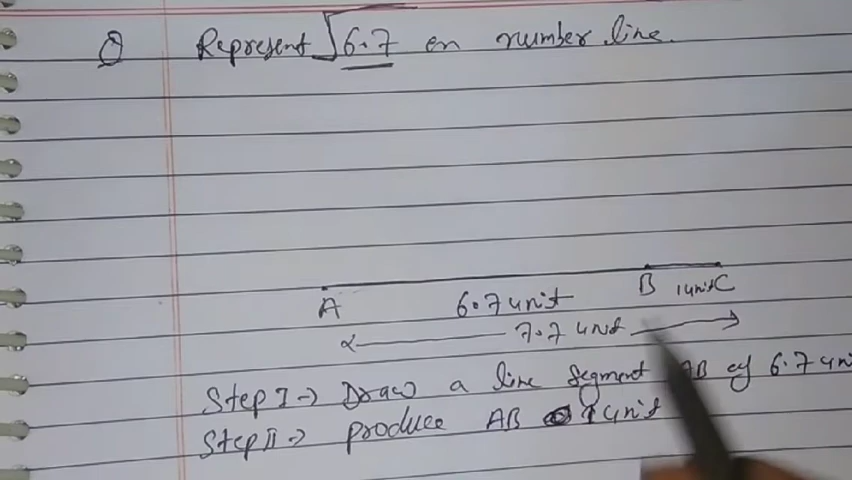 Q Represent √6.7 on number line.
A 6.7 unit B 1 unit C
7.7 unit
Step I → Draw a line segment AB of 6.7 un
Step II → produce AB 1 unit